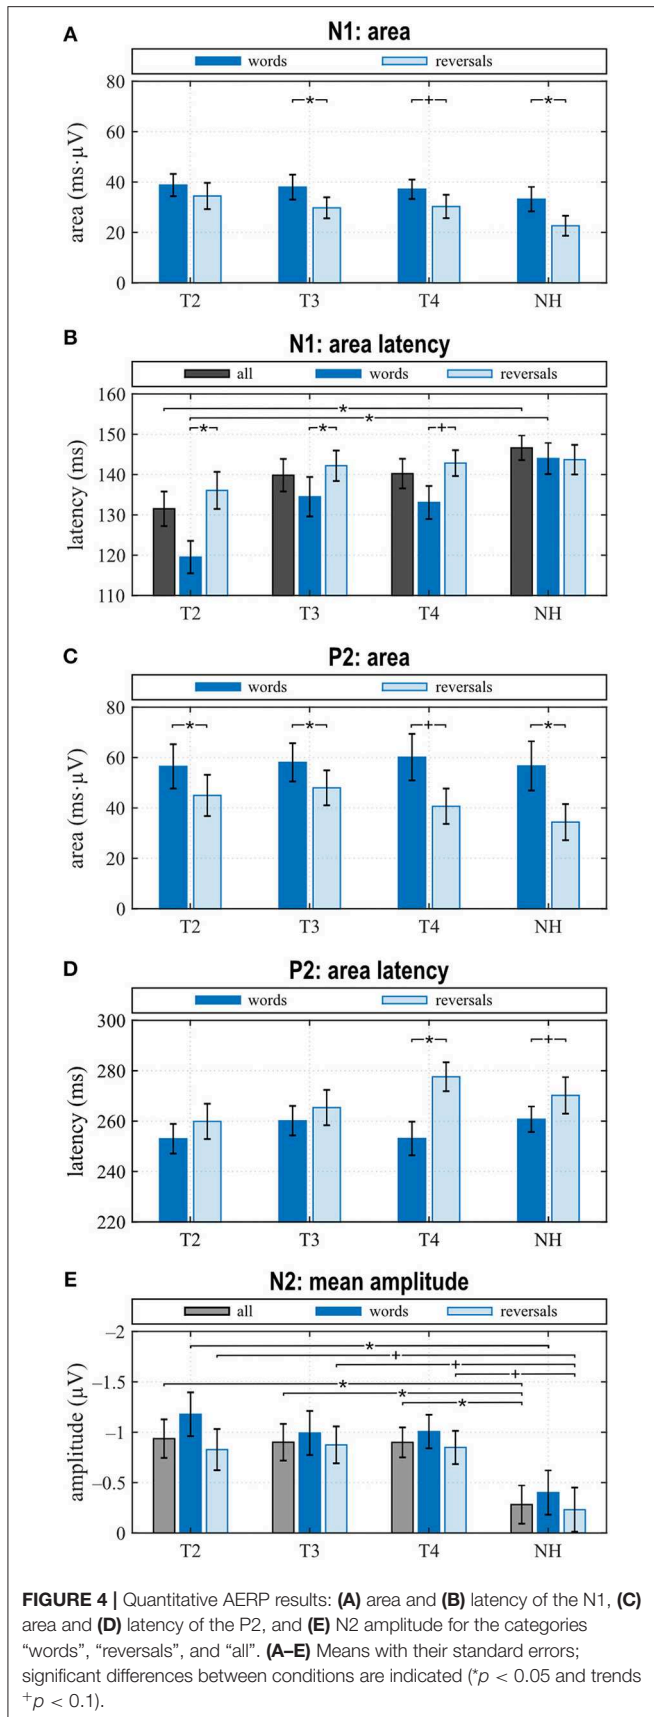 A
N1: area
words reversals
80
60
40
20
0
area (ms·μV)
* + *
T2 T3 T4 NH
B
N1: area latency
all words reversals
160
150
140
130
120
110
latency (ms)
*
*
* * +
T2 T3 T4 NH
C
P2: area
words reversals
80
60
40
20
0
area (ms·μV)
* * + *
T2 T3 T4 NH
D
P2: area latency
words reversals
300
280
260
240
220
latency (ms)
* +
T2 T3 T4 NH
E
N2: mean amplitude
all words reversals
−2
−1.5
−1
−0.5
0
amplitude (μV)
*
+
+
+
*
*
*
T2 T3 T4 NH
FIGURE 4 | Quantitative AERP results: (A) area and (B) latency of the N1, (C)
area and (D) latency of the P2, and (E) N2 amplitude for the categories
“words”, “reversals”, and “all”. (A–E) Means with their standard errors;
significant differences between conditions are indicated (*p < 0.05 and trends
+p < 0.1).